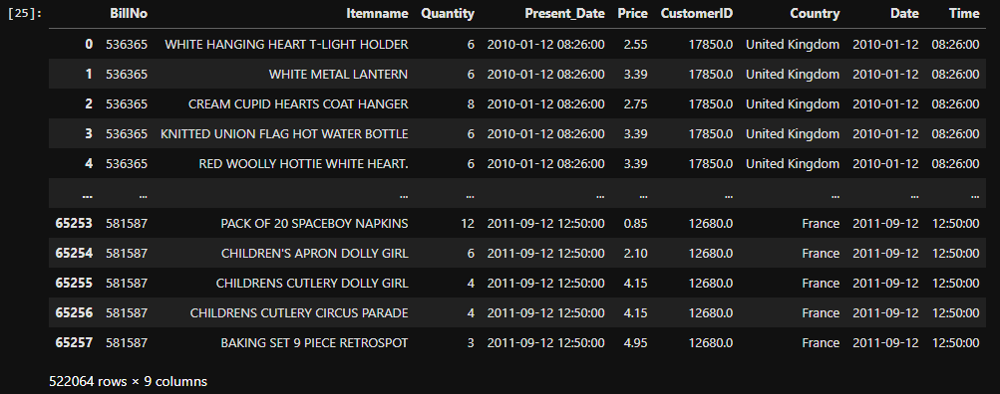 [25]: BillNo Itemname Quantity Present_Date Price CustomerID Country Date Time
0 536365 WHITE HANGING HEART T-LIGHT HOLDER 6 2010-01-12 08:26:00 2.55 17850.0 United Kingdom 2010-01-12 08:26:00
1 536365 WHITE METAL LANTERN 6 2010-01-12 08:26:00 3.39 17850.0 United Kingdom 2010-01-12 08:26:00
2 536365 CREAM CUPID HEARTS COAT HANGER 8 2010-01-12 08:26:00 2.75 17850.0 United Kingdom 2010-01-12 08:26:00
3 536365 KNITTED UNION FLAG HOT WATER BOTTLE 6 2010-01-12 08:26:00 3.39 17850.0 United Kingdom 2010-01-12 08:26:00
4 536365 RED WOOLLY HOTTIE WHITE HEART. 6 2010-01-12 08:26:00 3.39 17850.0 United Kingdom 2010-01-12 08:26:00
... ... ... ... ... ... ... ... ... ...
65253 581587 PACK OF 20 SPACEBOY NAPKINS 12 2011-09-12 12:50:00 0.85 12680.0 France 2011-09-12 12:50:00
65254 581587 CHILDREN'S APRON DOLLY GIRL 6 2011-09-12 12:50:00 2.10 12680.0 France 2011-09-12 12:50:00
65255 581587 CHILDRENS CUTLERY DOLLY GIRL 4 2011-09-12 12:50:00 4.15 12680.0 France 2011-09-12 12:50:00
65256 581587 CHILDRENS CUTLERY CIRCUS PARADE 4 2011-09-12 12:50:00 4.15 12680.0 France 2011-09-12 12:50:00
65257 581587 BAKING SET 9 PIECE RETROSPOT 3 2011-09-12 12:50:00 4.95 12680.0 France 2011-09-12 12:50:00
522064 rows × 9 columns